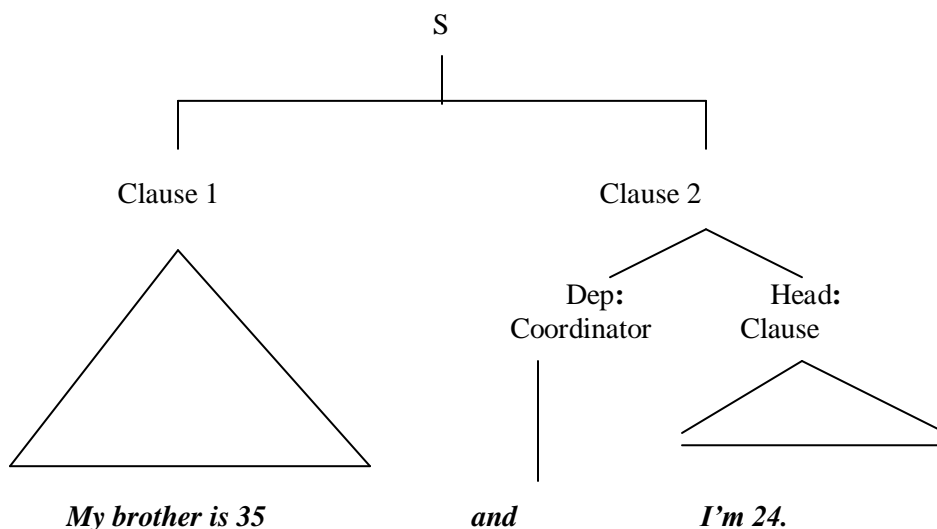 S
Clause 1 Clause 2
Dep: Head:
Coordinator Clause
My brother is 35 and I'm 24.